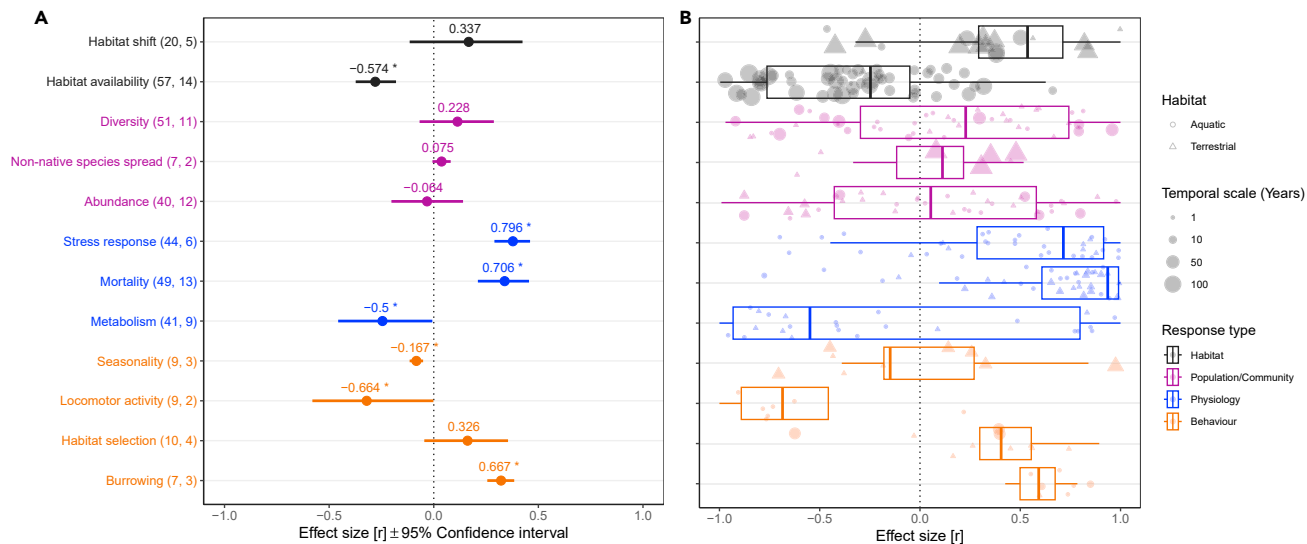 A
Habitat shift (20, 5)
0.337
Habitat availability (57, 14)
−0.574 *
Diversity (51, 11)
0.228
Non-native species spread (7, 2)
0.075
Abundance (40, 12)
−0.064
Stress response (44, 6)
0.796 *
Mortality (49, 13)
0.706 *
Metabolism (41, 9)
−0.5 *
Seasonality (9, 3)
−0.167 *
Locomotor activity (9, 2)
−0.664 *
Habitat selection (10, 4)
0.326
Burrowing (7, 3)
0.667 *
−1.0 −0.5 0.0 0.5 1.0
Effect size [r] ± 95% Confidence interval
B
−1.0 −0.5 0.0 0.5 1.0
Effect size [r]
Habitat
Aquatic
Terrestrial
Temporal scale (Years)
1
10
50
100
Response type
Habitat
Population/Community
Physiology
Behaviour